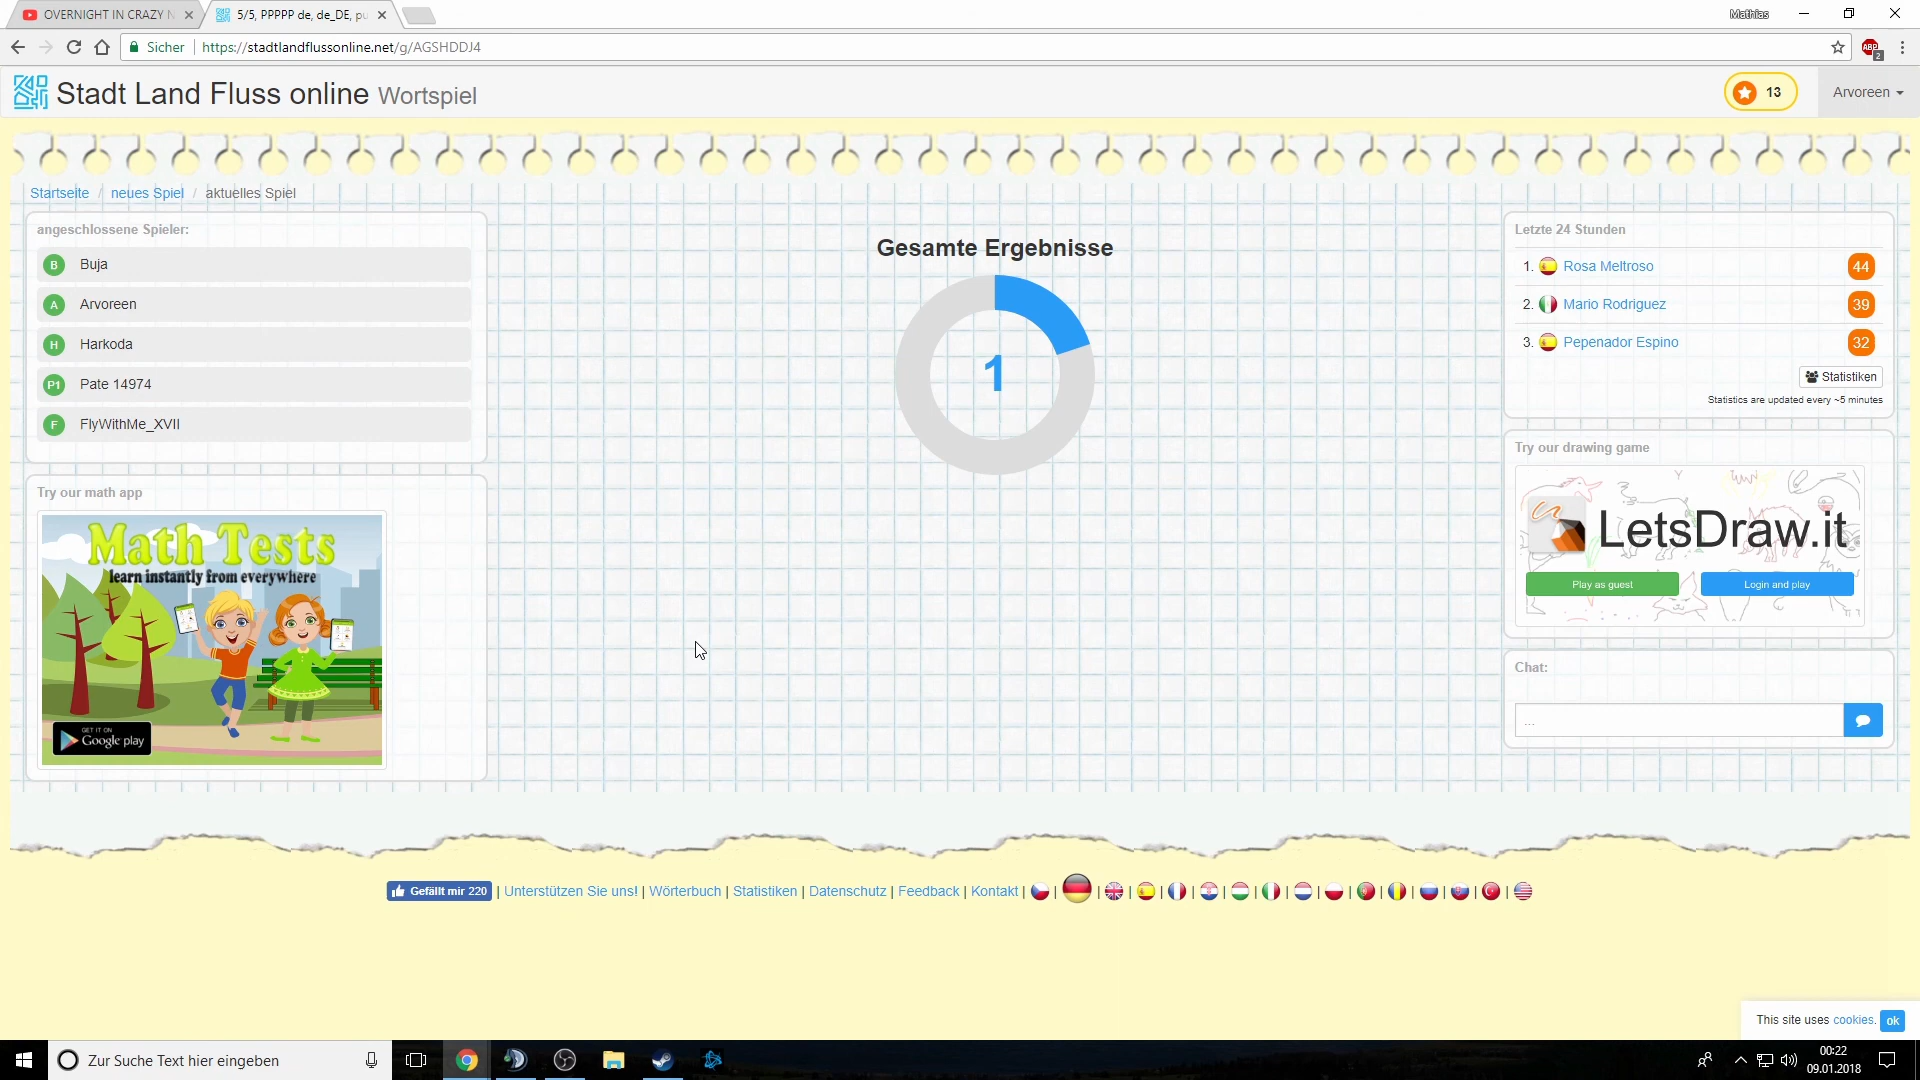 OVERNIGHT IN CRAZY N
5/5, PPPPP de, de_DE, pu
Mathias
Sicher
https://stadtlandflussonline.net/g/AGSHDDJ4
ABP
2
Stadt Land Fluss online Wortspiel
13
Arvoreen
Startseite / neues Spiel / aktuelles Spiel
angeschlossene Spieler:
B Buja
A Arvoreen
H Harkoda
P1 Pate 14974
F FlyWithMe_XVII
Try our math app
Math Tests
learn instantly from everywhere
GET IT ON
Google play
Gesamte Ergebnisse
1
Letzte 24 Stunden
1. Rosa Meltroso 44
2. Mario Rodriguez 39
3. Pepenador Espino 32
Statistiken
Statistics are updated every ~5 minutes
Try our drawing game
LetsDraw.it
Play as guest
Login and play
Chat:
...
Gefällt mir 220 | Unterstützen Sie uns! | Wörterbuch | Statistiken | Datenschutz | Feedback | Kontakt |
This site uses cookies. ok
Zur Suche Text hier eingeben
00:22
09.01.2018